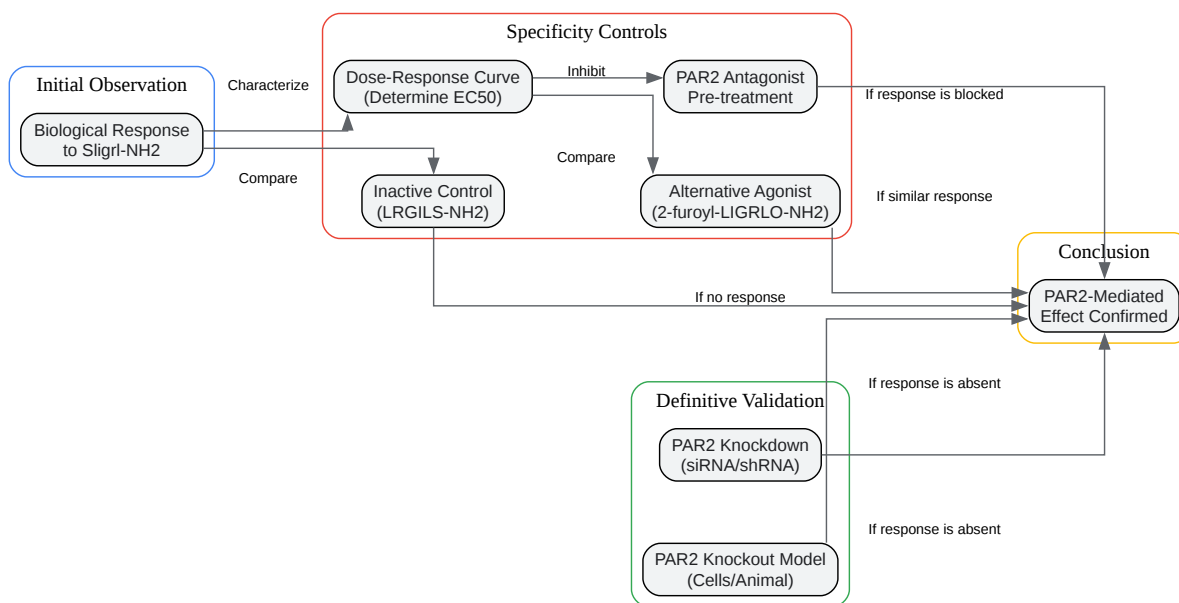 Specificity Controls
Initial Observation
Characterize
Dose-Response Curve
(Determine EC50)
Inhibit
PAR2 Antagonist
Pre-treatment
If response is blocked
Biological Response
to Sligrl-NH2
Compare
Compare
Inactive Control
(LRGILS-NH2)
Alternative Agonist
(2-furoyl-LIGRLO-NH2)
If similar response
Conclusion
If no response
PAR2-Mediated
Effect Confirmed
If response is absent
Definitive Validation
PAR2 Knockdown
(siRNA/shRNA)
If response is absent
PAR2 Knockout Model
(Cells/Animal)